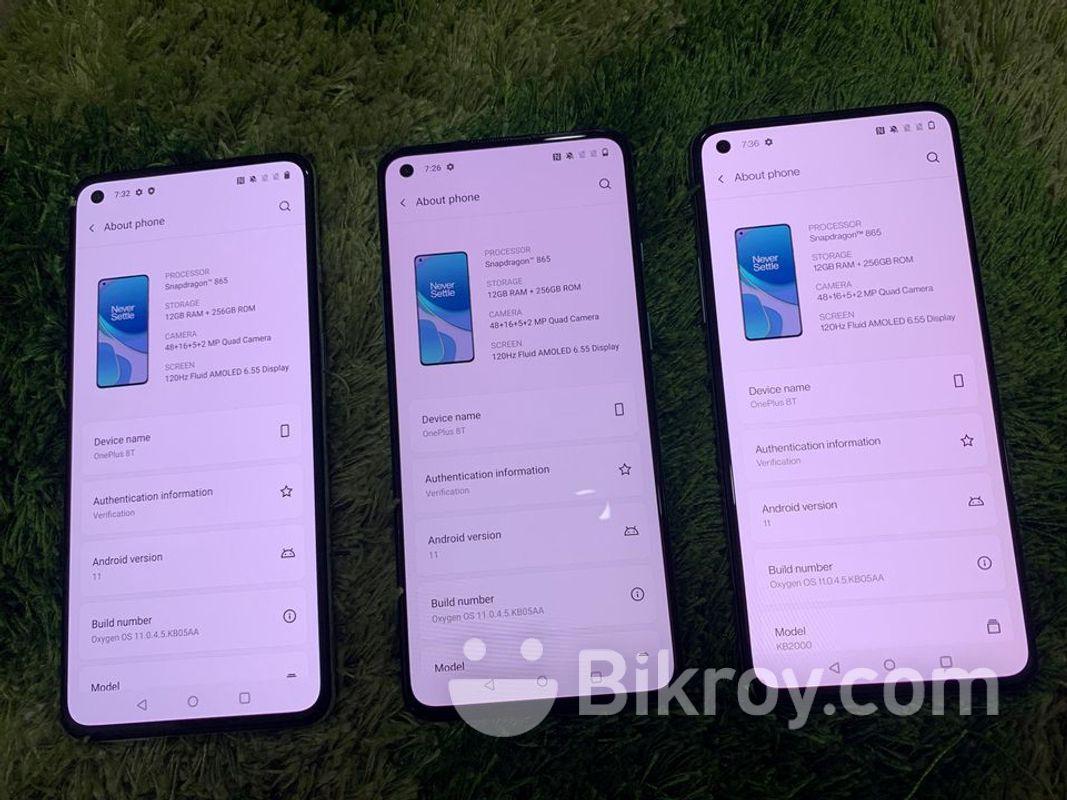 7:32
About phone
Never
Settle
PROCESSOR
Snapdragon™ 865
STORAGE
12GB RAM + 256GB ROM
CAMERA
48+16+5+2 MP Quad Camera
SCREEN
120Hz Fluid AMOLED 6.55 Display
Device name
OnePlus 8T
Authentication information
Verification
Android version
11
Build number
Oxygen OS 11.0.4.5.KB05AA
Model
7:26
About phone
Never
Settle
PROCESSOR
Snapdragon™ 865
STORAGE
12GB RAM + 256GB ROM
CAMERA
48+16+5+2 MP Quad Camera
SCREEN
120Hz Fluid AMOLED 6.55 Display
Device name
OnePlus 8T
Authentication information
Verification
Android version
11
Build number
Oxygen OS 11.0.4.5.KB05AA
Model
7:36
About phone
Never
Settle
PROCESSOR
Snapdragon™ 865
STORAGE
12GB RAM + 256GB ROM
CAMERA
48+16+5+2 MP Quad Camera
SCREEN
120Hz Fluid AMOLED 6.55 Display
Device name
OnePlus 8T
Authentication information
Verification
Android version
11
Build number
Oxygen OS 11.0.4.5.KB05AA
Model
KB2000
Bikroy.com